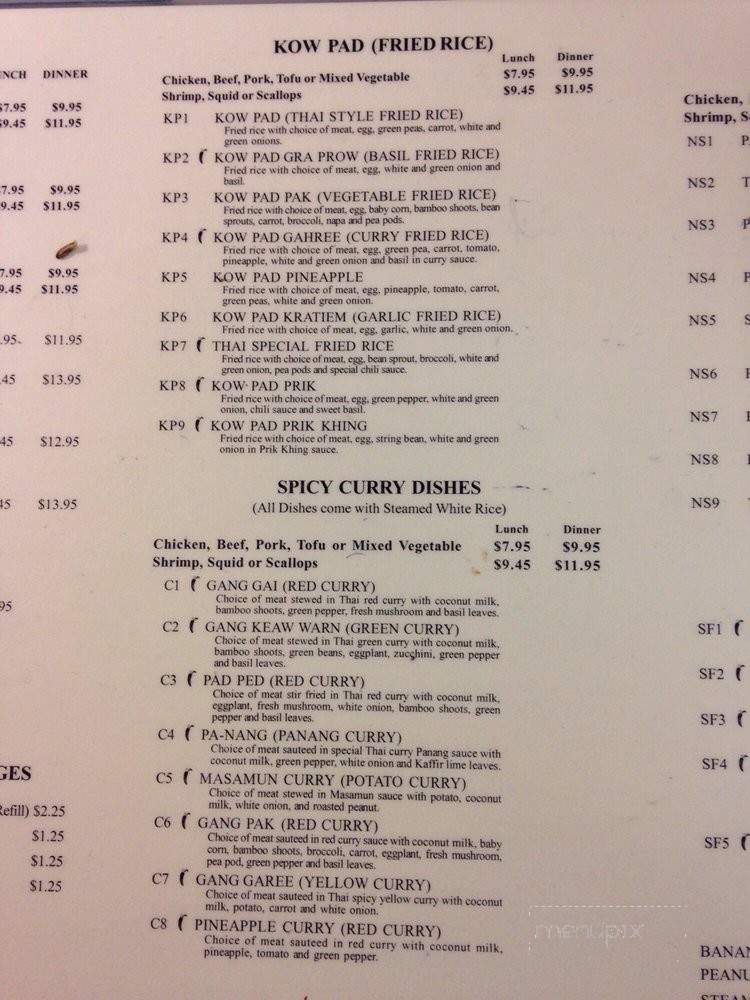 UNCH DINNER
$7.95 $9.95
$9.45 $11.95
7.95 $9.95
9.45 $11.95
7.95 $9.95
9.45 $11.95
.95 $11.95
.45 $13.95
45 $12.95
45 $13.95
95
GES
Refill) $2.25
$1.25
$1.25
$1.25
KOW PAD (FRIED RICE)
Lunch Dinner
Chicken, Beef, Pork, Tofu or Mixed Vegetable $7.95 $9.95
Shrimp, Squid or Scallops $9.45 $11.95
KP1 KOW PAD (THAI STYLE FRIED RICE)
Fried rice with choice of meat, egg, green peas, carrot, white and
green onions.
KP2 KOW PAD GRA PROW (BASIL FRIED RICE)
Fried rice with choice of meat, egg, white and green onion and
basil.
KP3 KOW PAD PAK (VEGETABLE FRIED RICE)
Fried rice with choice of meat, egg, baby corn, bamboo shoots, bean
sprouts, carrot, broccoli, napa and pea pods.
KP4 KOW PAD GAHREE (CURRY FRIED RICE)
Fried rice with choice of meat, egg, green pea, carrot, tomato,
pineapple, white and green onion and basil in curry sauce.
KP5 KOW PAD PINEAPPLE
Fried rice with choice of meat, egg, pineapple, tomato, carrot,
green peas, white and green onion.
KP6 KOW PAD KRATIEM (GARLIC FRIED RICE)
Fried rice with choice of meat, egg, garlic, white and green onion.
KP7 THAI SPECIAL FRIED RICE
Fried rice with choice of meat, egg, bean sprout, broccoli, white and
green onion, pea pods and special chili sauce.
KP8 KOW PAD PRIK
Fried rice with choice of meat, egg, green pepper, white and green
onion, chili sauce and sweet basil.
KP9 KOW PAD PRIK KHING
Fried rice with choice of meat, egg, string bean, white and green
onion in Prik Khing sauce.
SPICY CURRY DISHES
(All Dishes come with Steamed White Rice)
Lunch Dinner
Chicken, Beef, Pork, Tofu or Mixed Vegetable $7.95 $9.95
Shrimp, Squid or Scallops $9.45 $11.95
C1 GANG GAI (RED CURRY)
Choice of meat stewed in Thai red curry with coconut milk,
bamboo shoots, green pepper, fresh mushroom and basil leaves.
C2 GANG KEAW WARN (GREEN CURRY)
Choice of meat stewed in Thai green curry with coconut milk,
bamboo shoots, green beans, eggplant, zucchini, green pepper
and basil leaves.
C3 PAD PED (RED CURRY)
Choice of meat stir fried in Thai red curry with coconut milk,
eggplant, fresh mushroom, white onion, bamboo shoots, green
pepper and basil leaves.
C4 PA-NANG (PANANG CURRY)
Choice of meat sauteed in special Thai curry Panang sauce with
coconut milk, green pepper, white onion and Kaffir lime leaves.
C5 MASAMUN CURRY (POTATO CURRY)
Choice of meat stewed in Masamun sauce with potato, coconut
milk, white onion, and roasted peanut.
C6 GANG PAK (RED CURRY)
Choice of meat sauteed in red curry sauce with coconut milk, baby
corn, bamboo shoots, broccoli, carrot, eggplant, fresh mushroom,
pea pod, green pepper and basil leaves.
C7 GANG GAREE (YELLOW CURRY)
Choice of meat sauteed in Thai spicy yellow curry with coconut
milk, potato, carrot and white onion.
C8 PINEAPPLE CURRY (RED CURRY)
Choice of meat sauteed in red curry with coconut milk,
pineapple, tomato and green pepper.
Chicken,
Shrimp, S
NS1
NS2
NS3
NS4
NS5
NS6
NS7
NS8
NS9
SF1
SF2
SF3
SF4
SF5
menupix
BANAN
PEANU